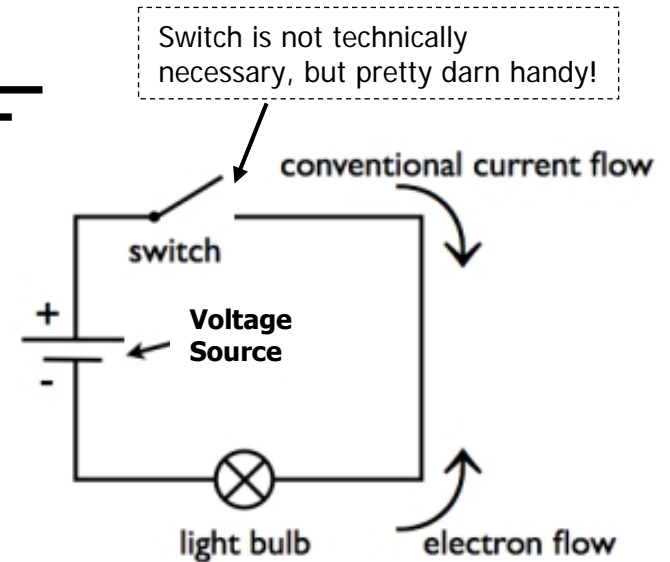 Switch is not technically
necessary, but pretty darn handy!
conventional current flow
switch
+
Voltage
Source
-
light bulb
electron flow